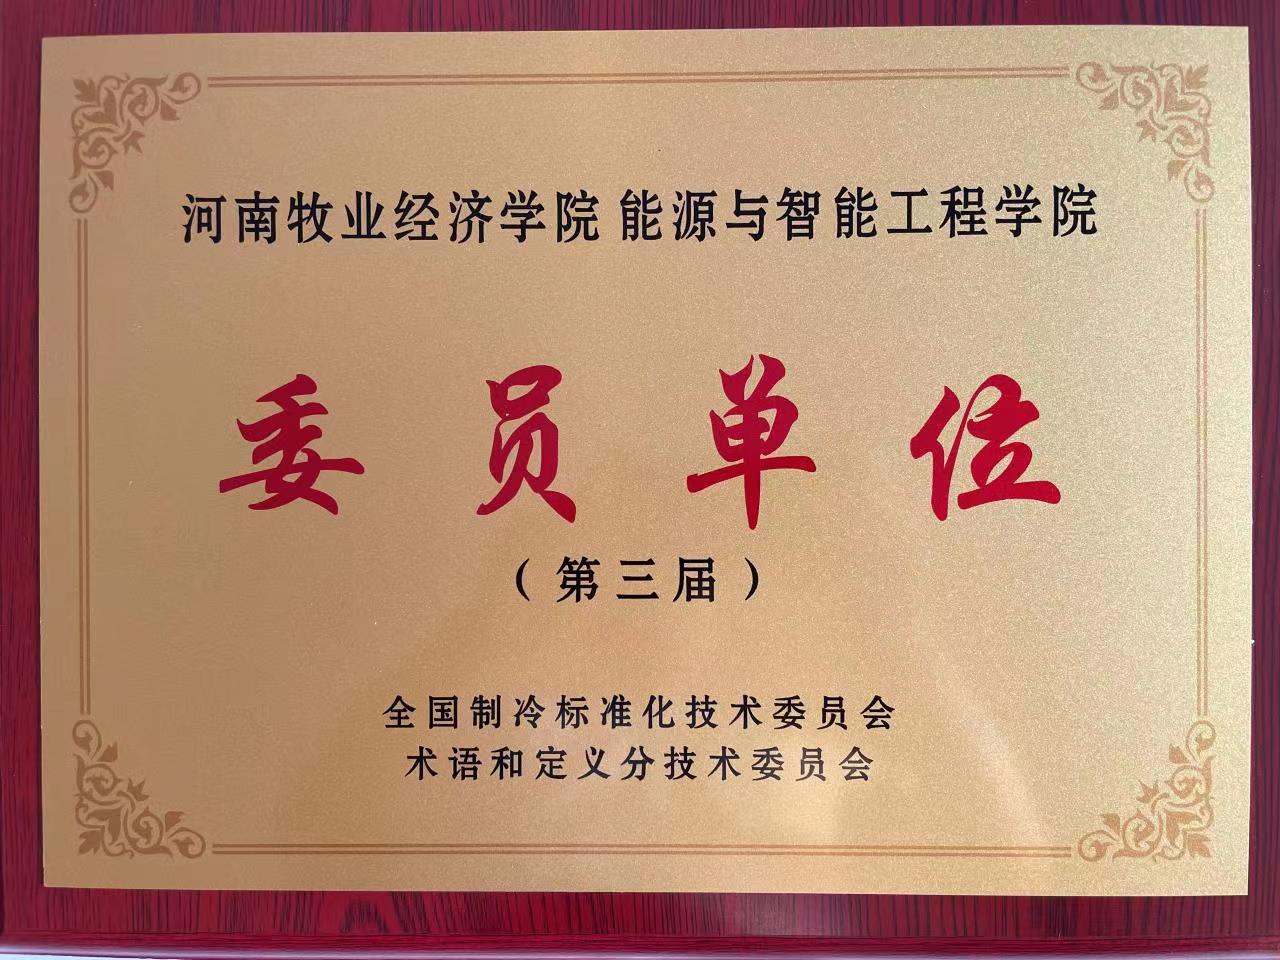 河南牧业经济学院 能源与智能工程学院
委员单位
（第三届）
全国制冷标准化技术委员会
术语和定义分技术委员会